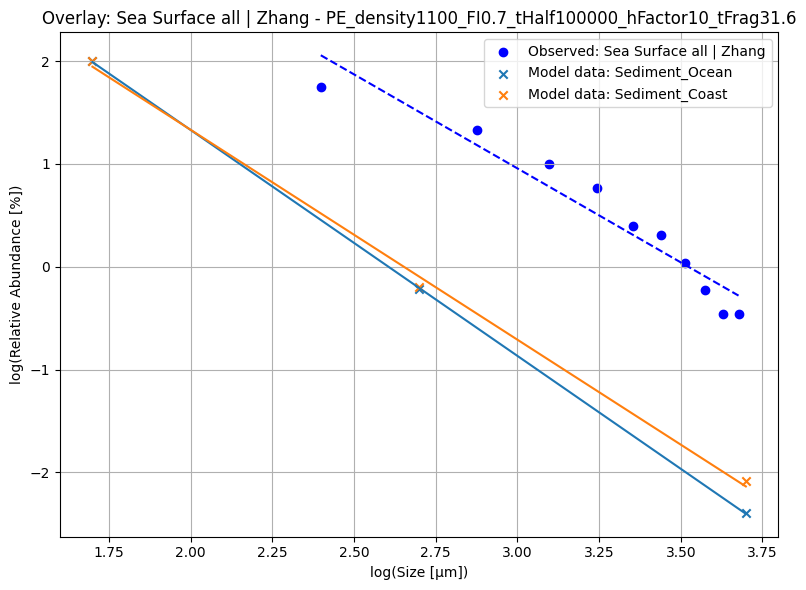 Overlay: Sea Surface all | Zhang - PE_density1100_FI0.7_tHalf100000_hFactor10_tFrag31.6
Observed: Sea Surface all | Zhang
Model data: Sediment_Ocean
Model data: Sediment_Coast
log(Relative Abundance [%])
2
1
0
−1
−2
1.75 2.00 2.25 2.50 2.75 3.00 3.25 3.50 3.75
log(Size [μm])